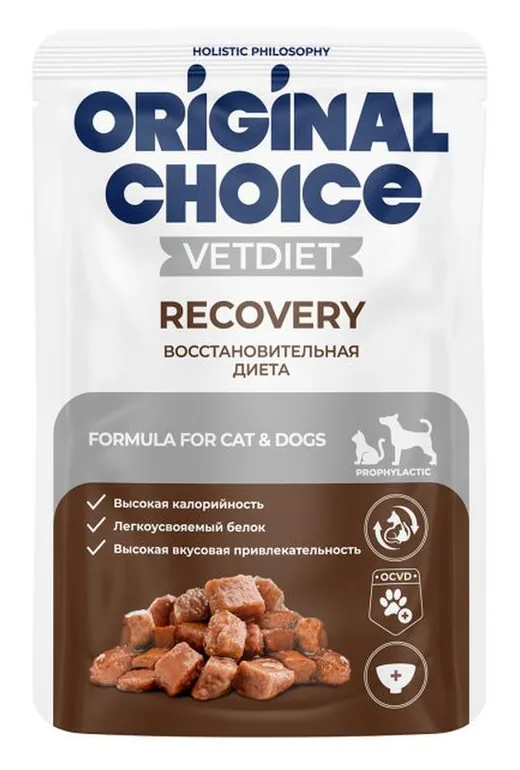 HOLISTIC PHILOSOPHY
ORIGINAL
CHOICE
VETDIET
RECOVERY
ВОССТАНОВИТЕЛЬНАЯ
ДИЕТА
FORMULA FOR CAT & DOGS
PROPHYLACTIC
Высокая калорийность
Легкоусвояемый белок
Высокая вкусовая привлекательность
• OCVD •